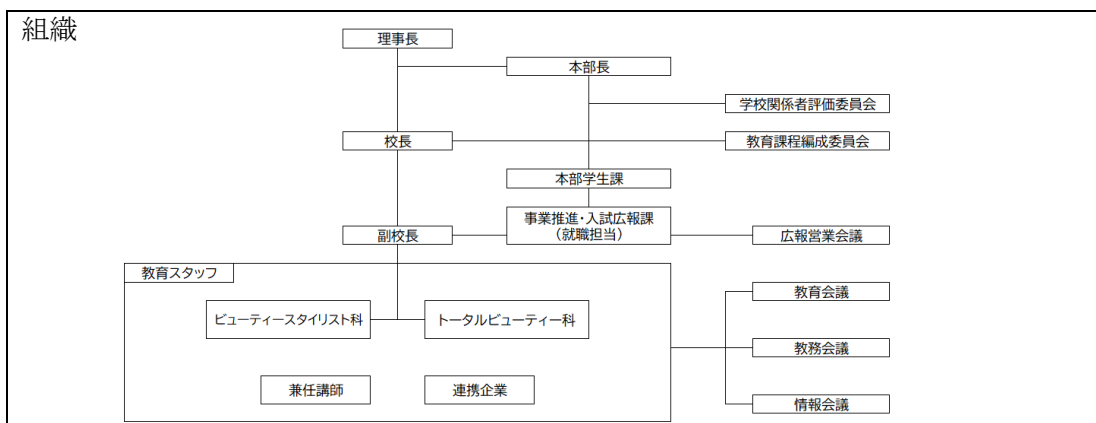 組織
理事長
本部長
学校関係者評価委員会
校長
教育課程編成委員会
本部学生課
事業推進・入試広報課
（就職担当）
副校長
広報営業会議
教育スタッフ
教育会議
ビューティースタイリスト科
トータルビューティー科
教務会議
兼任講師
連携企業
情報会議